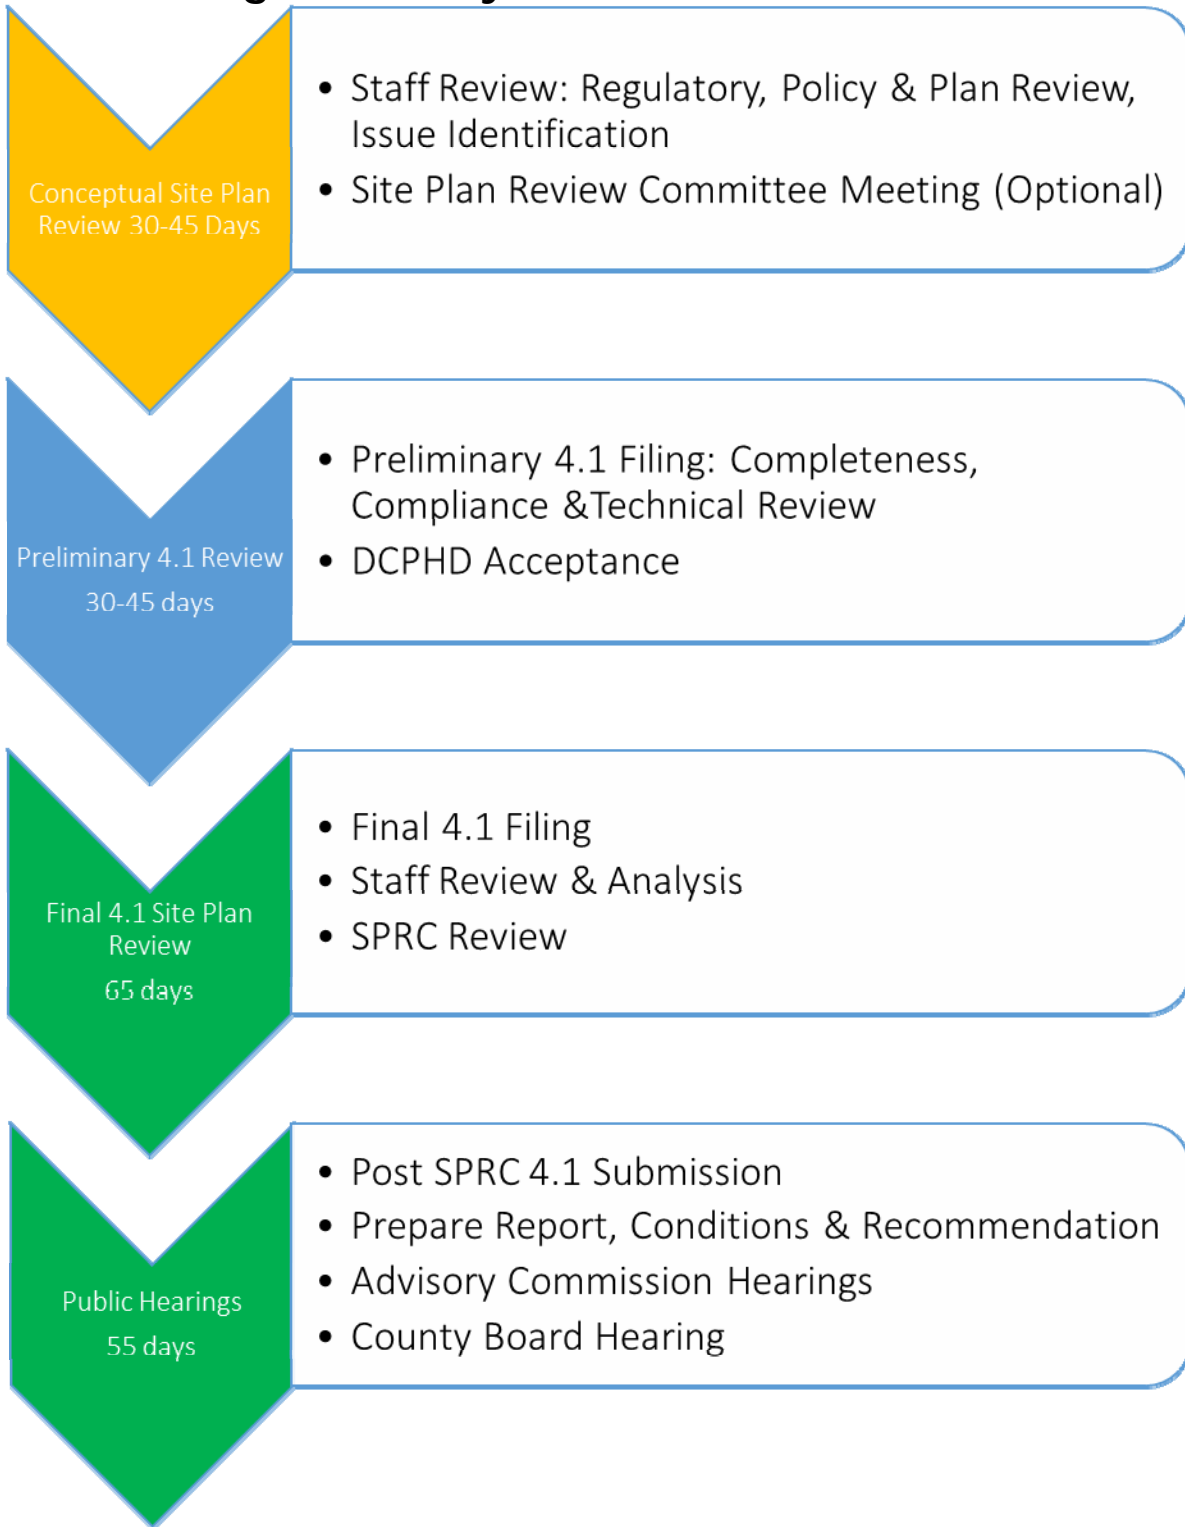 Conceptual Site Plan
Review 30-45 Days
• Staff Review: Regulatory, Policy & Plan Review,
Issue Identification
• Site Plan Review Committee Meeting (Optional)
Preliminary 4.1 Review
30-45 days
• Preliminary 4.1 Filing: Completeness,
Compliance &Technical Review
• DCPHD Acceptance
Final 4.1 Site Plan
Review
65 days
• Final 4.1 Filing
• Staff Review & Analysis
• SPRC Review
Public Hearings
55 days
• Post SPRC 4.1 Submission
• Prepare Report, Conditions & Recommendation
• Advisory Commission Hearings
• County Board Hearing